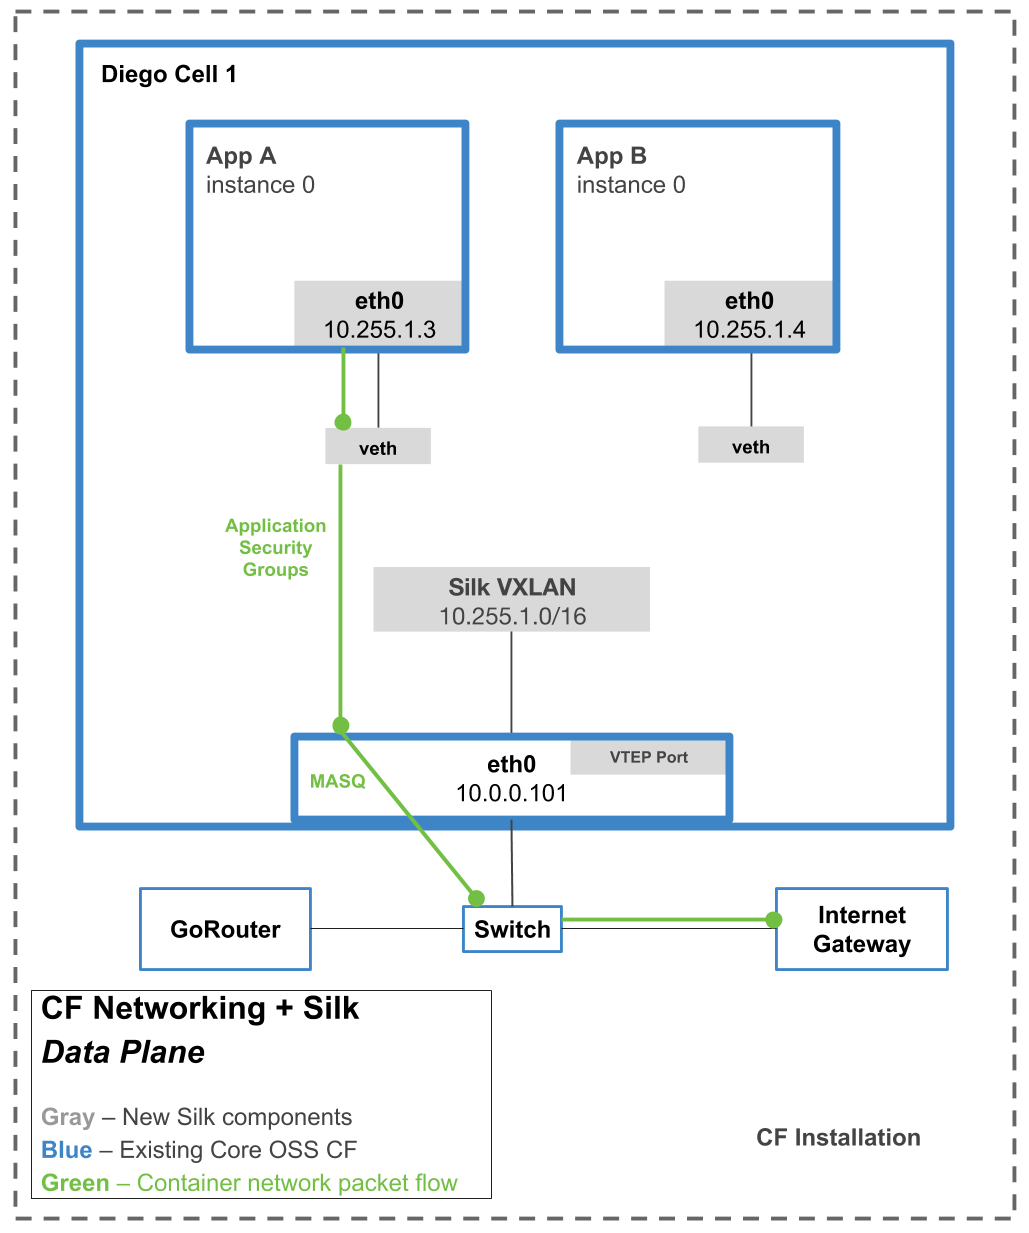 Diego Cell 1
App A
instance 0
eth0
10.255.1.3
App B
instance 0
eth0
10.255.1.4
veth
veth
Application
Security
Groups
Silk VXLAN
10.255.1.0/16
MASQ
eth0
10.0.0.101
VTEP Port
GoRouter
Switch
Internet
Gateway
CF Networking + Silk
Data Plane
Gray – New Silk components
Blue – Existing Core OSS CF
Green – Container network packet flow
CF Installation